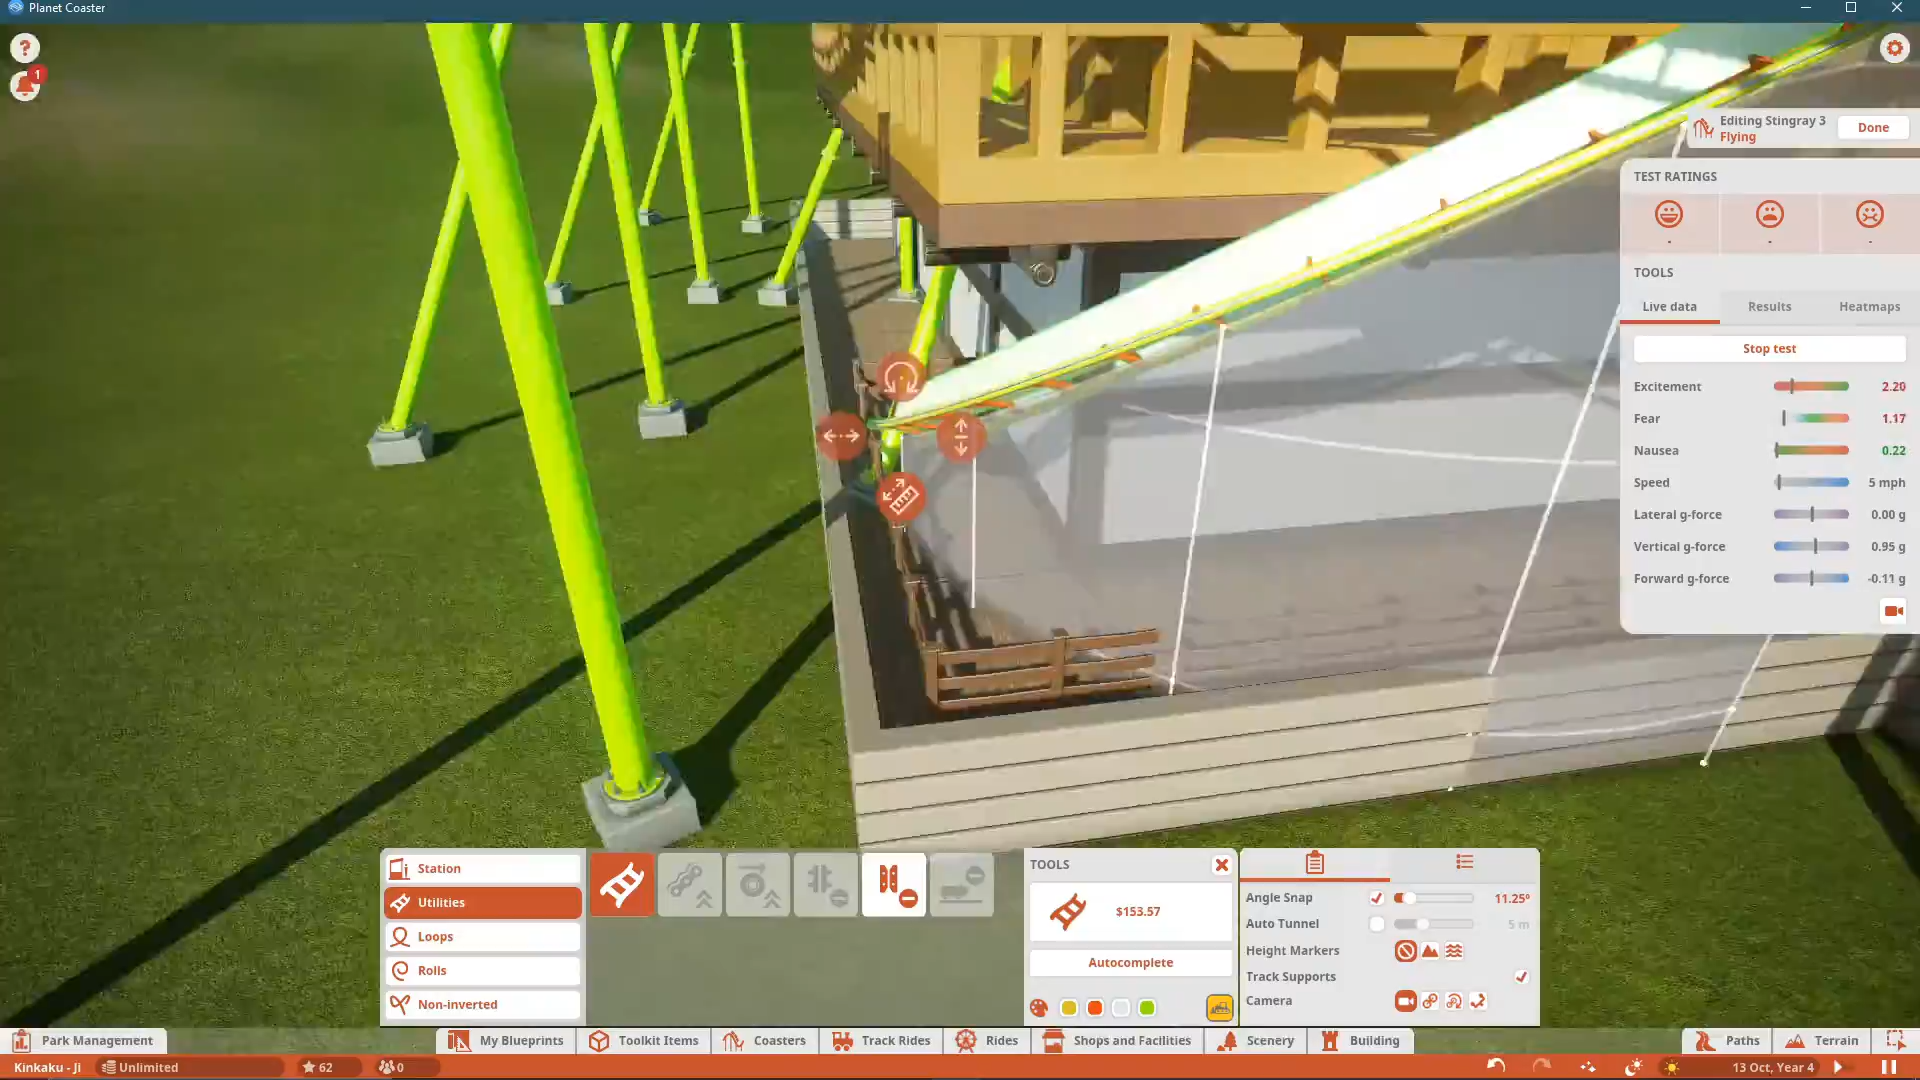 Planet Coaster
?
1
Editing Stingray 3
Flying
Done
TEST RATINGS
- - -
TOOLS
Live data Results Heatmaps
Stop test
Excitement 2.20
Fear 1.17
Nausea 0.22
Speed 5 mph
Lateral g-force 0.00 g
Vertical g-force 0.95 g
Forward g-force -0.11 g
Station
Utilities
Loops
Rolls
Non-inverted
TOOLS
$153.57
Autocomplete
Angle Snap 11.25°
Auto Tunnel 5 m
Height Markers
Track Supports
Camera
Park Management
My Blueprints Toolkit Items Coasters Track Rides Rides Shops and Facilities Scenery Building
Paths Terrain
Kinkaku - Ji Unlimited 62 0
13 Oct, Year 4